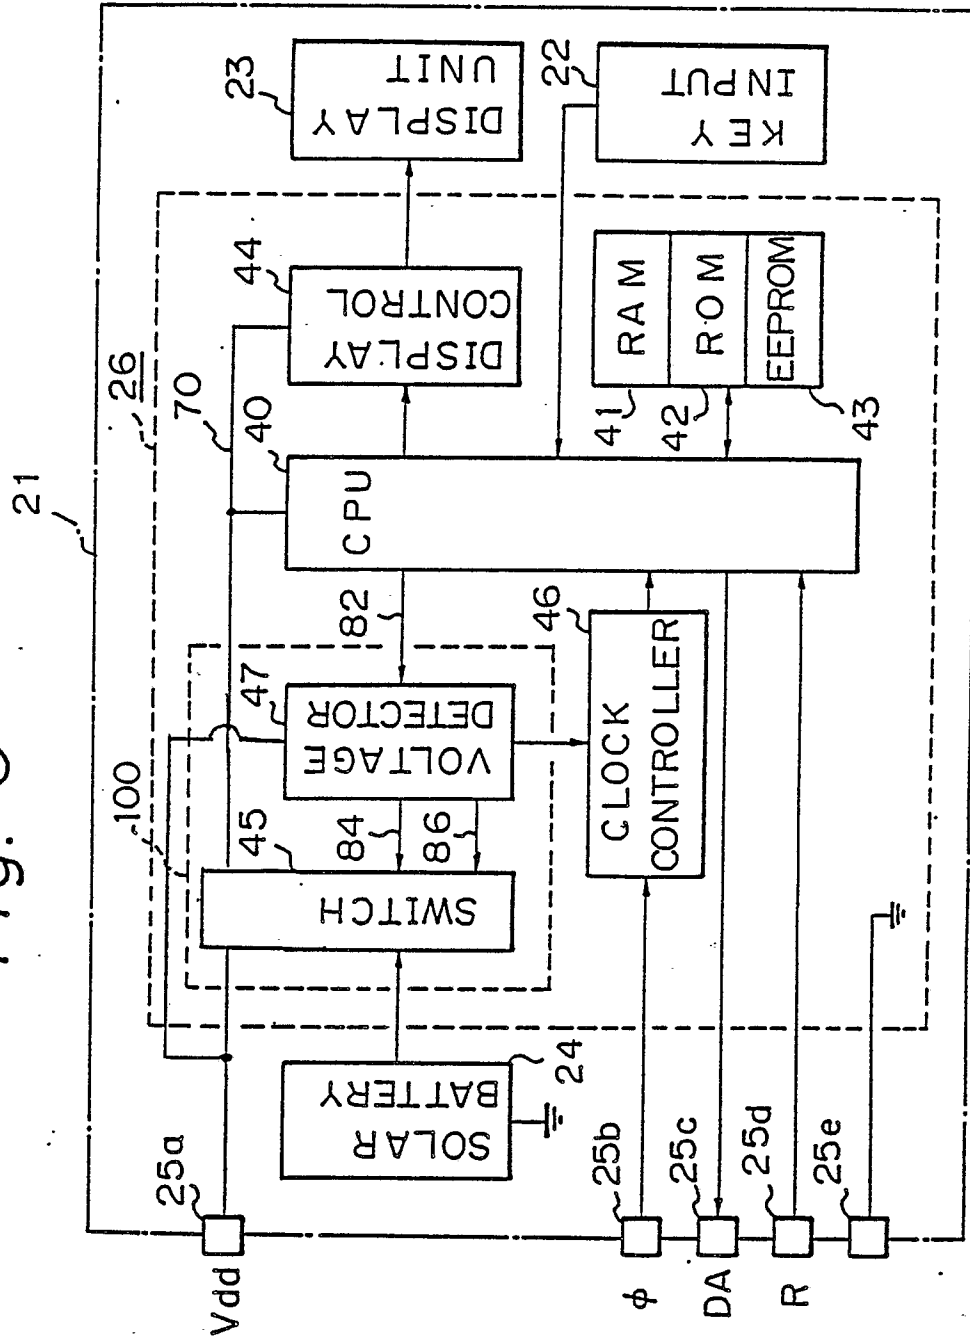 Fig.
21
26
100
70
23
DISPLAY
UNIT
44
DISPLAY
CONTROL
22
KEY
INPUT
40
CPU
41
RAM
42
ROM
43
EEPROM
82
47
VOLTAGE
DETECTOR
84
86
45
SWITCH
46
CLOCK
CONTROLLER
24
SOLAR
BATTERY
25a
Vdd
25b
ϕ
25c
DA
25d
R
25e